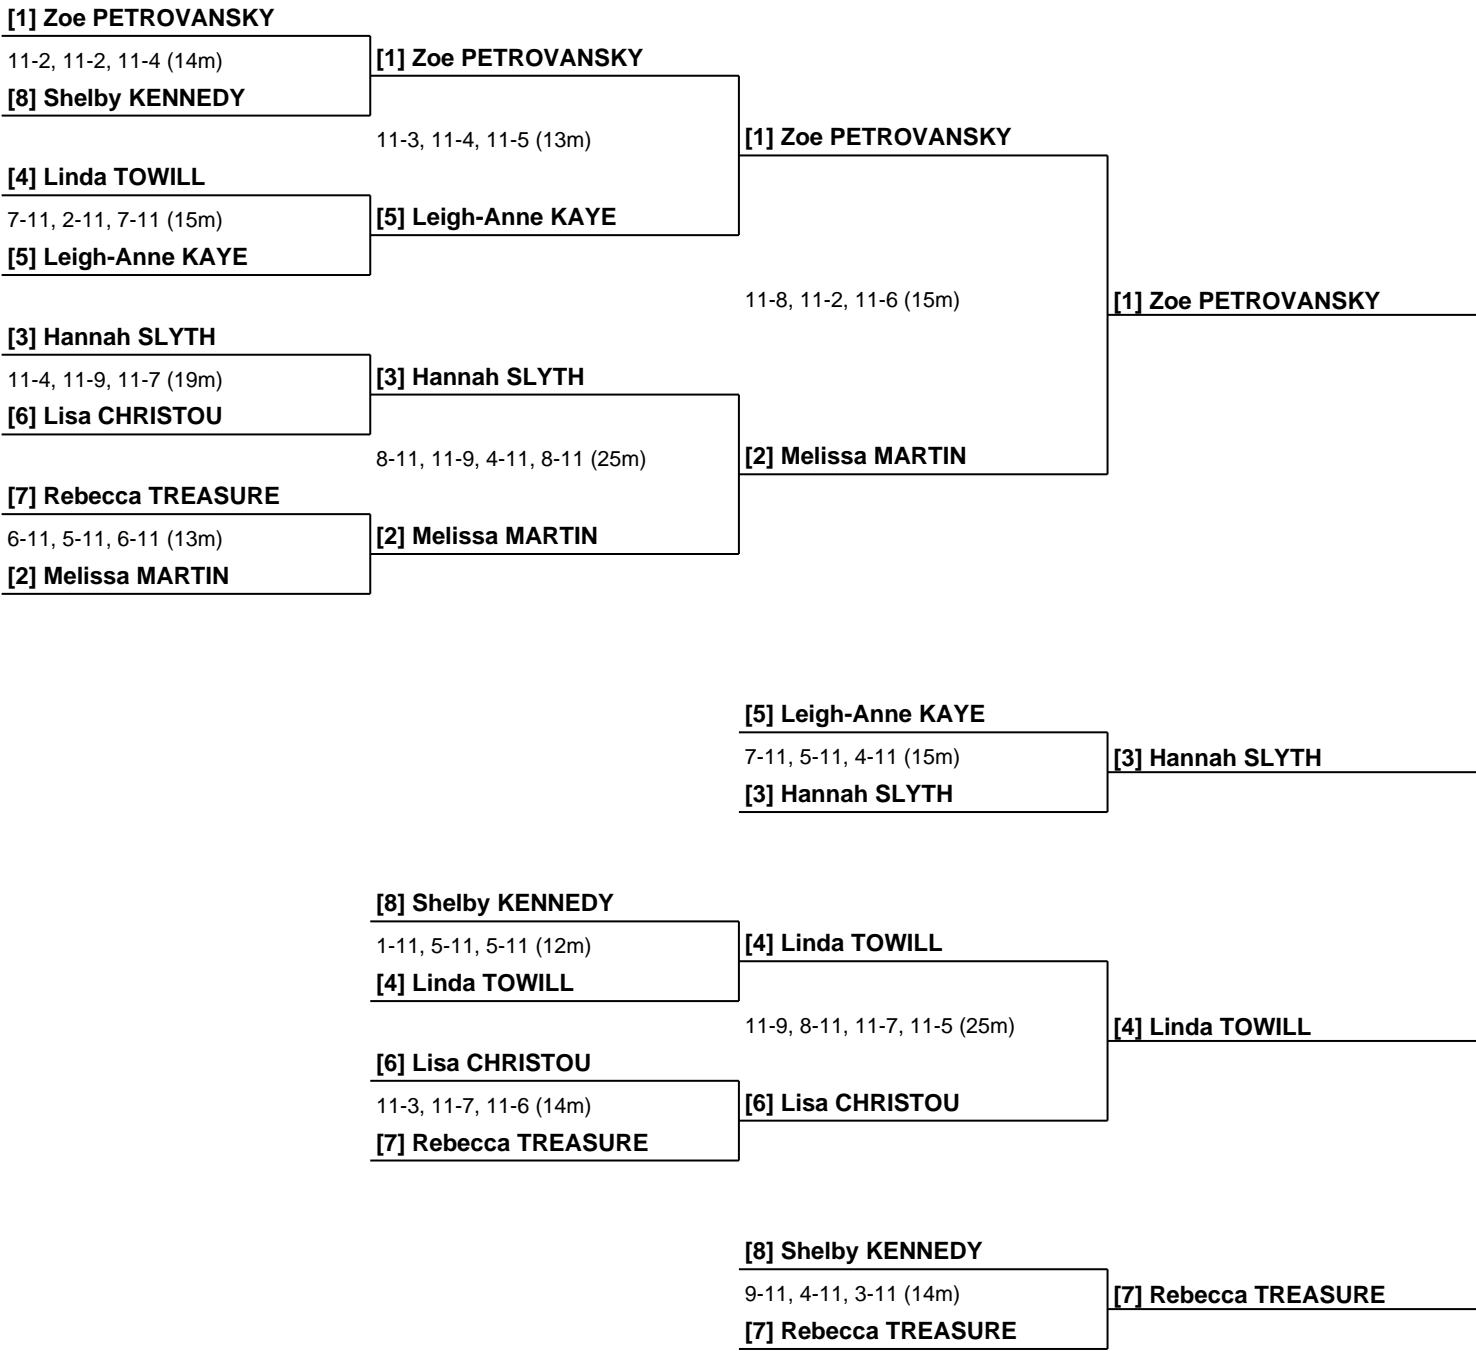 [1] Zoe PETROVANSKY
11-2, 11-2, 11-4 (14m)
[8] Shelby KENNEDY
[4] Linda TOWILL
7-11, 2-11, 7-11 (15m)
[5] Leigh-Anne KAYE
[3] Hannah SLYTH
11-4, 11-9, 11-7 (19m)
[6] Lisa CHRISTOU
[7] Rebecca TREASURE
6-11, 5-11, 6-11 (13m)
[2] Melissa MARTIN
[1] Zoe PETROVANSKY
11-3, 11-4, 11-5 (13m)
[5] Leigh-Anne KAYE
[3] Hannah SLYTH
8-11, 11-9, 4-11, 8-11 (25m)
[2] Melissa MARTIN
[1] Zoe PETROVANSKY
11-8, 11-2, 11-6 (15m)
[2] Melissa MARTIN
[1] Zoe PETROVANSKY
[5] Leigh-Anne KAYE
7-11, 5-11, 4-11 (15m)
[3] Hannah SLYTH
[3] Hannah SLYTH
[8] Shelby KENNEDY
1-11, 5-11, 5-11 (12m)
[4] Linda TOWILL
[6] Lisa CHRISTOU
11-3, 11-7, 11-6 (14m)
[7] Rebecca TREASURE
[4] Linda TOWILL
11-9, 8-11, 11-7, 11-5 (25m)
[6] Lisa CHRISTOU
[4] Linda TOWILL
[8] Shelby KENNEDY
9-11, 4-11, 3-11 (14m)
[7] Rebecca TREASURE
[7] Rebecca TREASURE